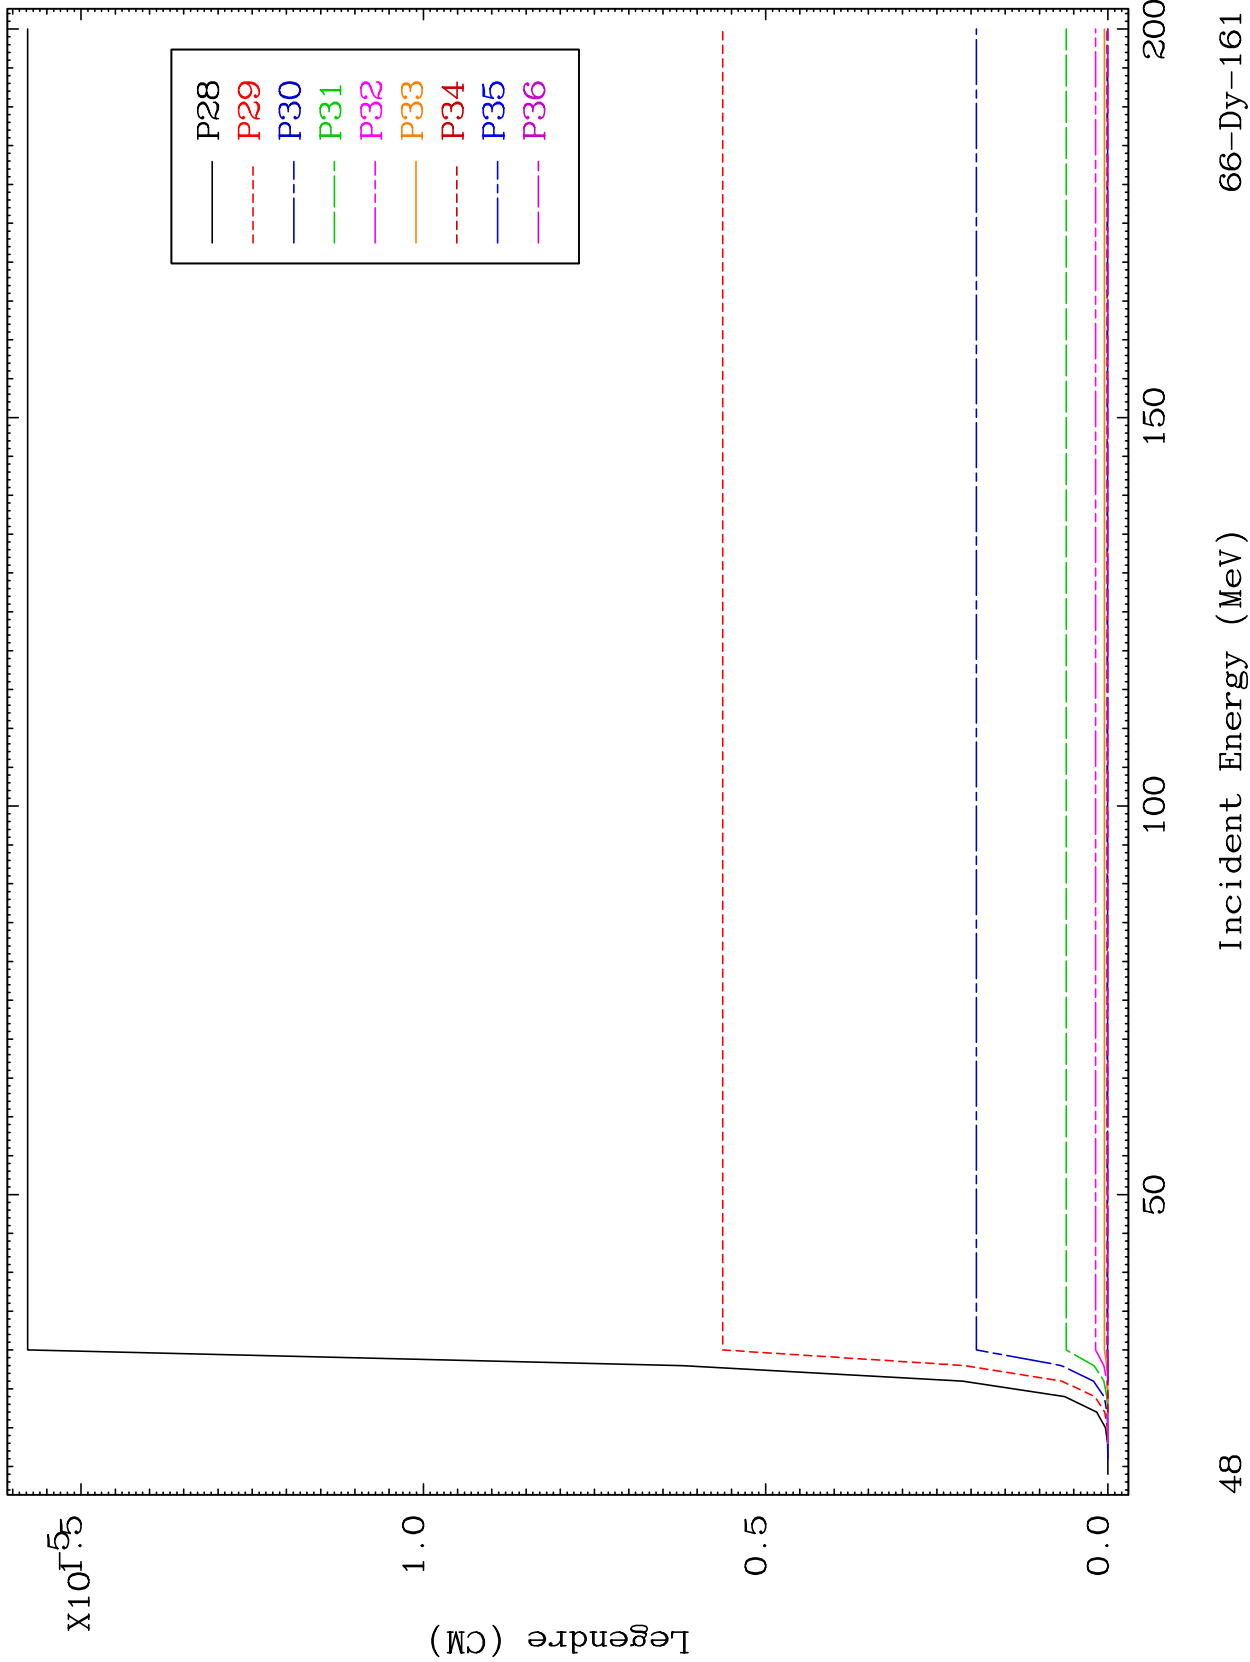 X10-5
1.5
1.0
0.5
0.0
Legendre (CM)
P28
P29
P30
P31
P32
P33
P34
P35
P36
50
100
150
200
Incident Energy (MeV)
48
66-Dy-161